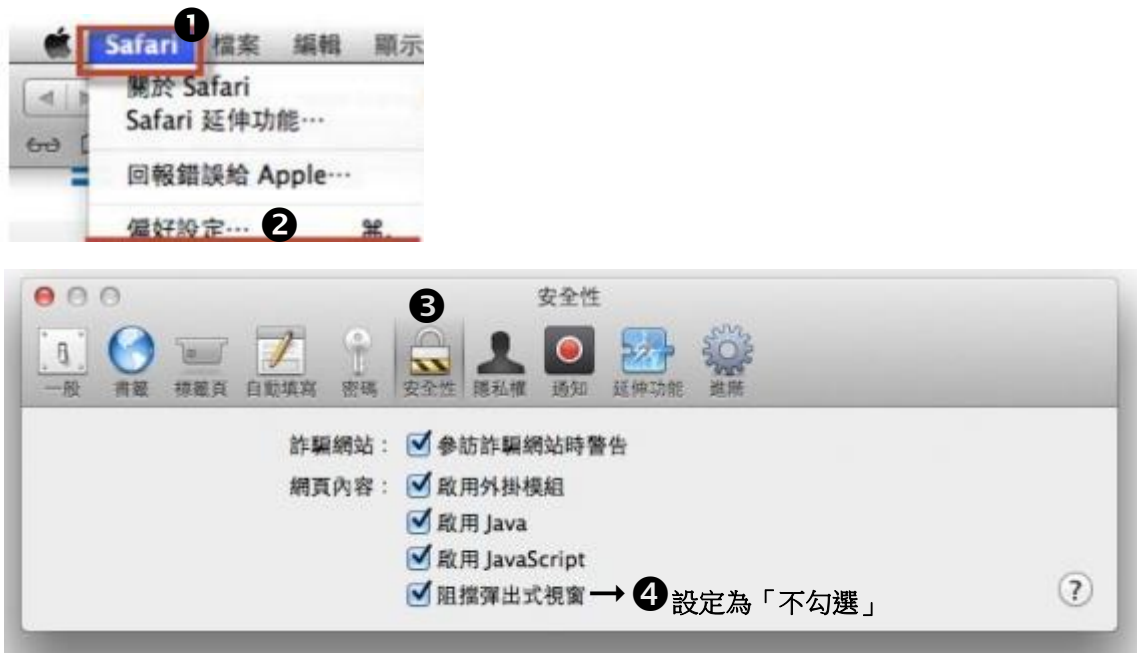 ❶
Safari 檔案 編輯 顯示
關於 Safari
Safari 延伸功能…
回報錯誤給 Apple…
偏好設定… ❷ ⌘,
❸
安全性
一般 書籤 標籤頁 自動填寫 密碼 安全性 隱私權 通知 延伸功能 進階
詐騙網站： 參訪詐騙網站時警告
網頁內容： 啟用外掛模組
啟用 Java
啟用 JavaScript
阻擋彈出式視窗 → ❹ 設定為「不勾選」
?